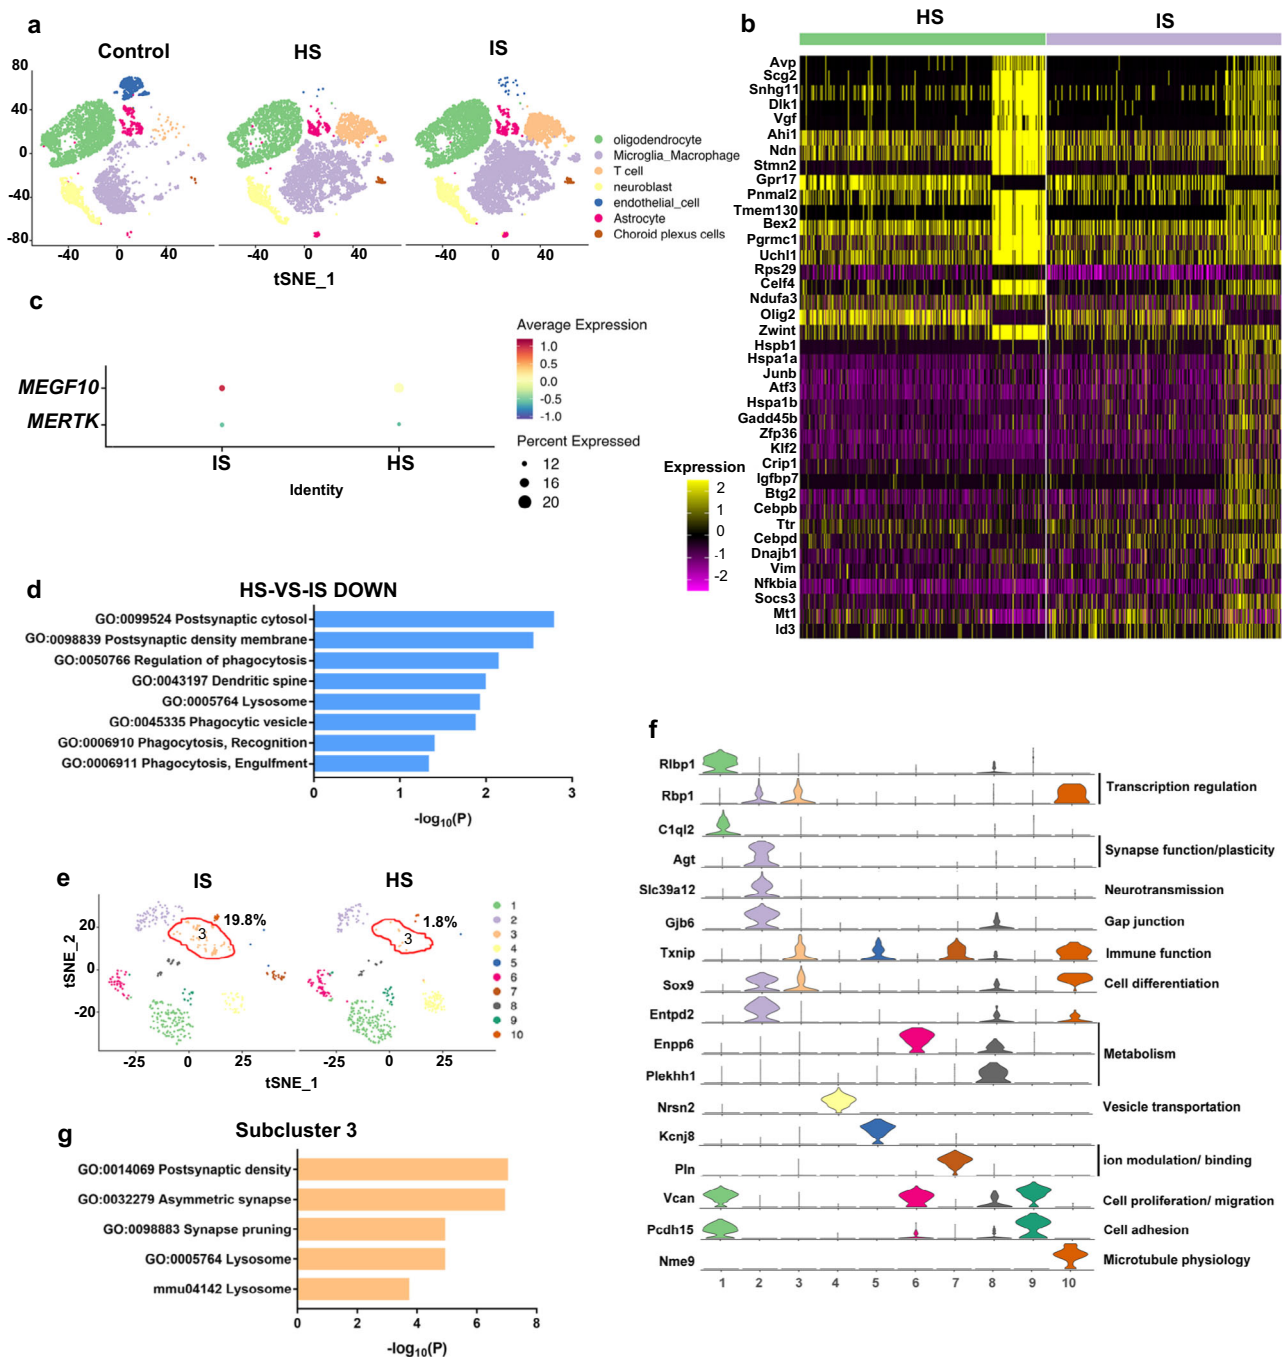 a
Control
HS
IS
80
40
0
-40
-80
-40
0
40
-40
0
40
-40
0
40
tSNE_1
oligodendrocyte
Microglia_Macrophage
T cell
neuroblast
endothelial_cell
Astrocyte
Choroid plexus cells
b
HS
IS
Avp
Scg2
Snhg11
Dlk1
Vgf
Ahi1
Ndn
Stmn2
Gpr17
Pnmal2
Tmem130
Bex2
Pgrmc1
Uchl1
Rps29
Celf4
Ndufa3
Olig2
Zwint
Hspb1
Hspa1a
Junb
Atf3
Hspa1b
Gadd45b
Zfp36
Klf2
Crip1
Igfbp7
Btg2
Cebpb
Ttr
Cebpd
Dnajb1
Vim
Nfkbia
Socs3
Mt1
Id3
Expression
2
1
0
-1
-2
c
MEGF10
MERTK
IS
HS
Identity
Average Expression
1.0
0.5
0.0
-0.5
-1.0
Percent Expressed
12
16
20
d
HS-VS-IS DOWN
GO:0099524 Postsynaptic cytosol
GO:0098839 Postsynaptic density membrane
GO:0050766 Regulation of phagocytosis
GO:0043197 Dendritic spine
GO:0005764 Lysosome
GO:0045335 Phagocytic vesicle
GO:0006910 Phagocytosis, Recognition
GO:0006911 Phagocytosis, Engulfment
0
1
2
3
-log10(P)
e
IS
HS
19.8%
1.8%
3
3
tSNE_2
20
0
-20
-25
0
25
-25
0
25
tSNE_1
1
2
3
4
5
6
7
8
9
10
f
Rlbp1
Rbp1
Transcription regulation
C1ql2
Agt
Synapse function/plasticity
Slc39a12
Neurotransmission
Gjb6
Gap junction
Txnip
Immune function
Sox9
Cell differentiation
Entpd2
Enpp6
Metabolism
Plekhh1
Nrsn2
Vesicle transportation
Kcnj8
Pln
ion modulation/ binding
Vcan
Cell proliferation/ migration
Pcdh15
Cell adhesion
Nme9
Microtubule physiology
1
2
3
4
5
6
7
8
9
10
g
Subcluster 3
GO:0014069 Postsynaptic density
GO:0032279 Asymmetric synapse
GO:0098883 Synapse pruning
GO:0005764 Lysosome
mmu04142 Lysosome
0
2
4
6
8
-log10(P)